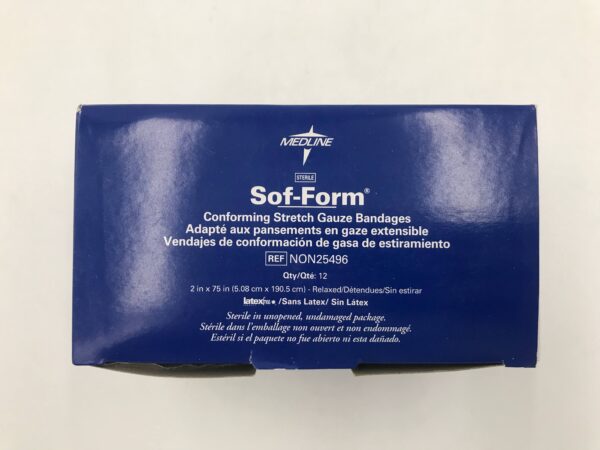 MEDLINE
STERILE
Sof-Form®
Conforming Stretch Gauze Bandages
Adapté aux pansements en gaze extensible
Vendajes de conformación de gasa de estiramiento
REF NON25496
Qty/Qté: 12
2 in x 75 in (5.08 cm x 190.5 cm) - Relaxed/Détendues/Sin estirar
latexfree /Sans Latex/ Sin Látex
Sterile in unopened, undamaged package.
Stérile dans l'emballage non ouvert et non endommagé.
Estéril si el paquete no fue abierto ni esta dañado.